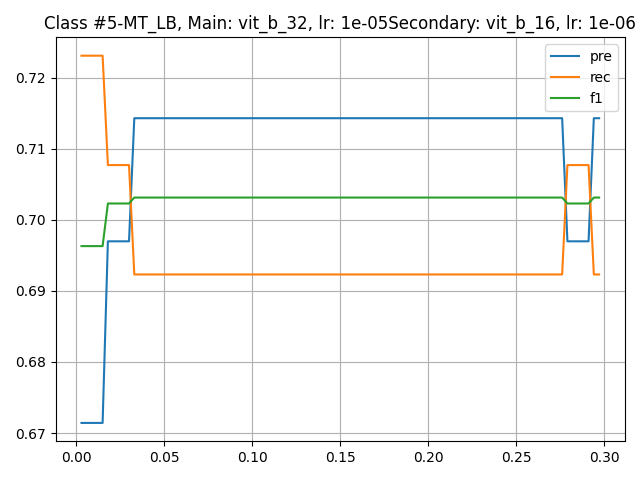 Class #5-MT_LB, Main: vit_b_32, lr: 1e-05Secondary: vit_b_16, lr: 1e-06
pre
rec
f1
0.72
0.71
0.70
0.69
0.68
0.67
0.00 0.05 0.10 0.15 0.20 0.25 0.30